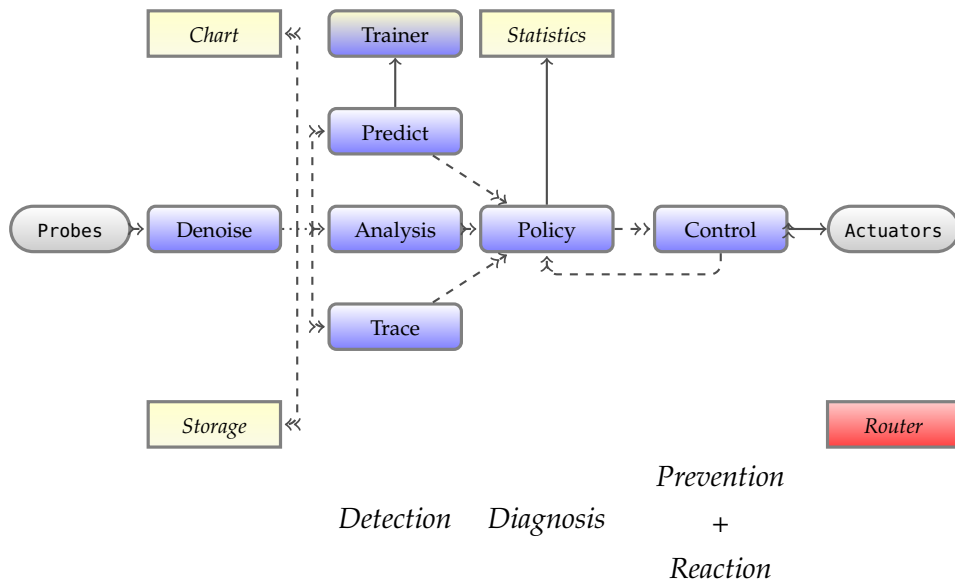 Chart
Trainer
Statistics
Predict
Probes
Denoise
Analysis
Policy
Control
Actuators
Trace
Storage
Router
Detection
Diagnosis
Prevention
+
Reaction